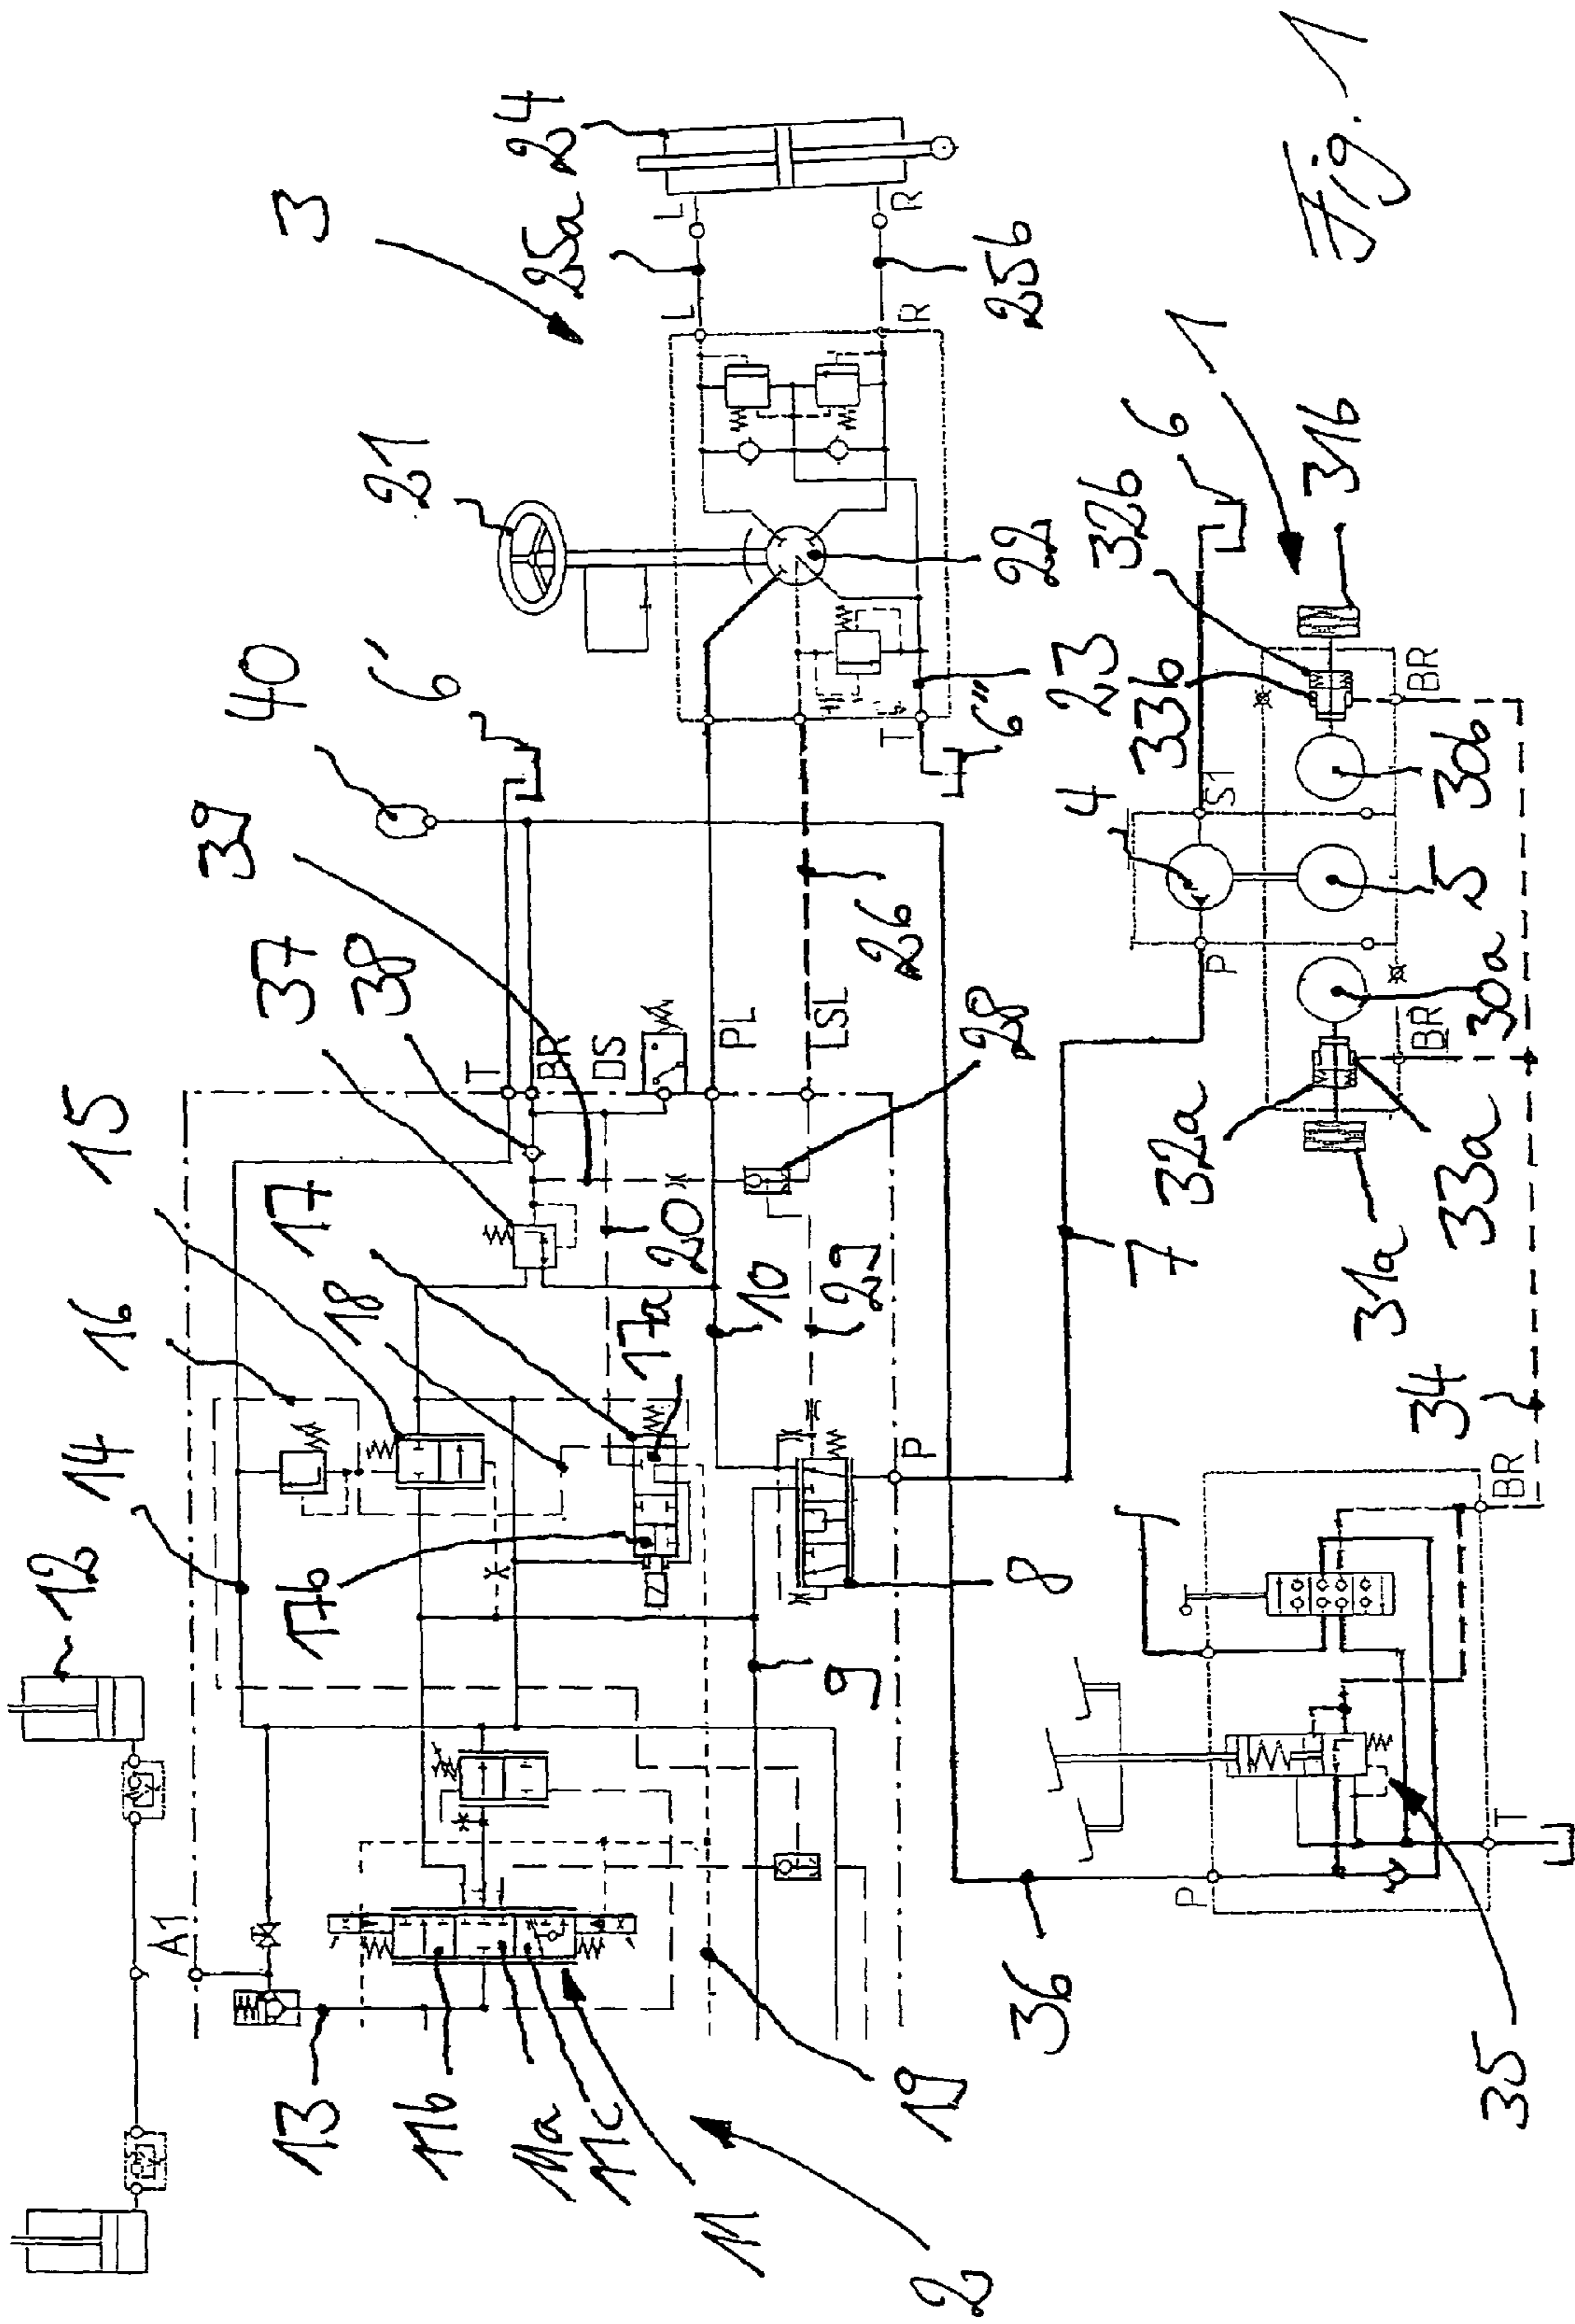 Fig. 1
3
24
25a
L
L
R
R
25b
21
22
23
6"
T
1
6
31b
32b
33b
BR
30b
S1
4
5
P
30a
BR
32a
33a
31a
7
34
BR
40
6'
39
37
38
26
28
T
BR
DS
PL
LSL
15
16
17
18
20
17a
10
29
P
14
17b
12
8
9
A1
13
11b
11a
11c
11
19
2
36
P
T
T
35